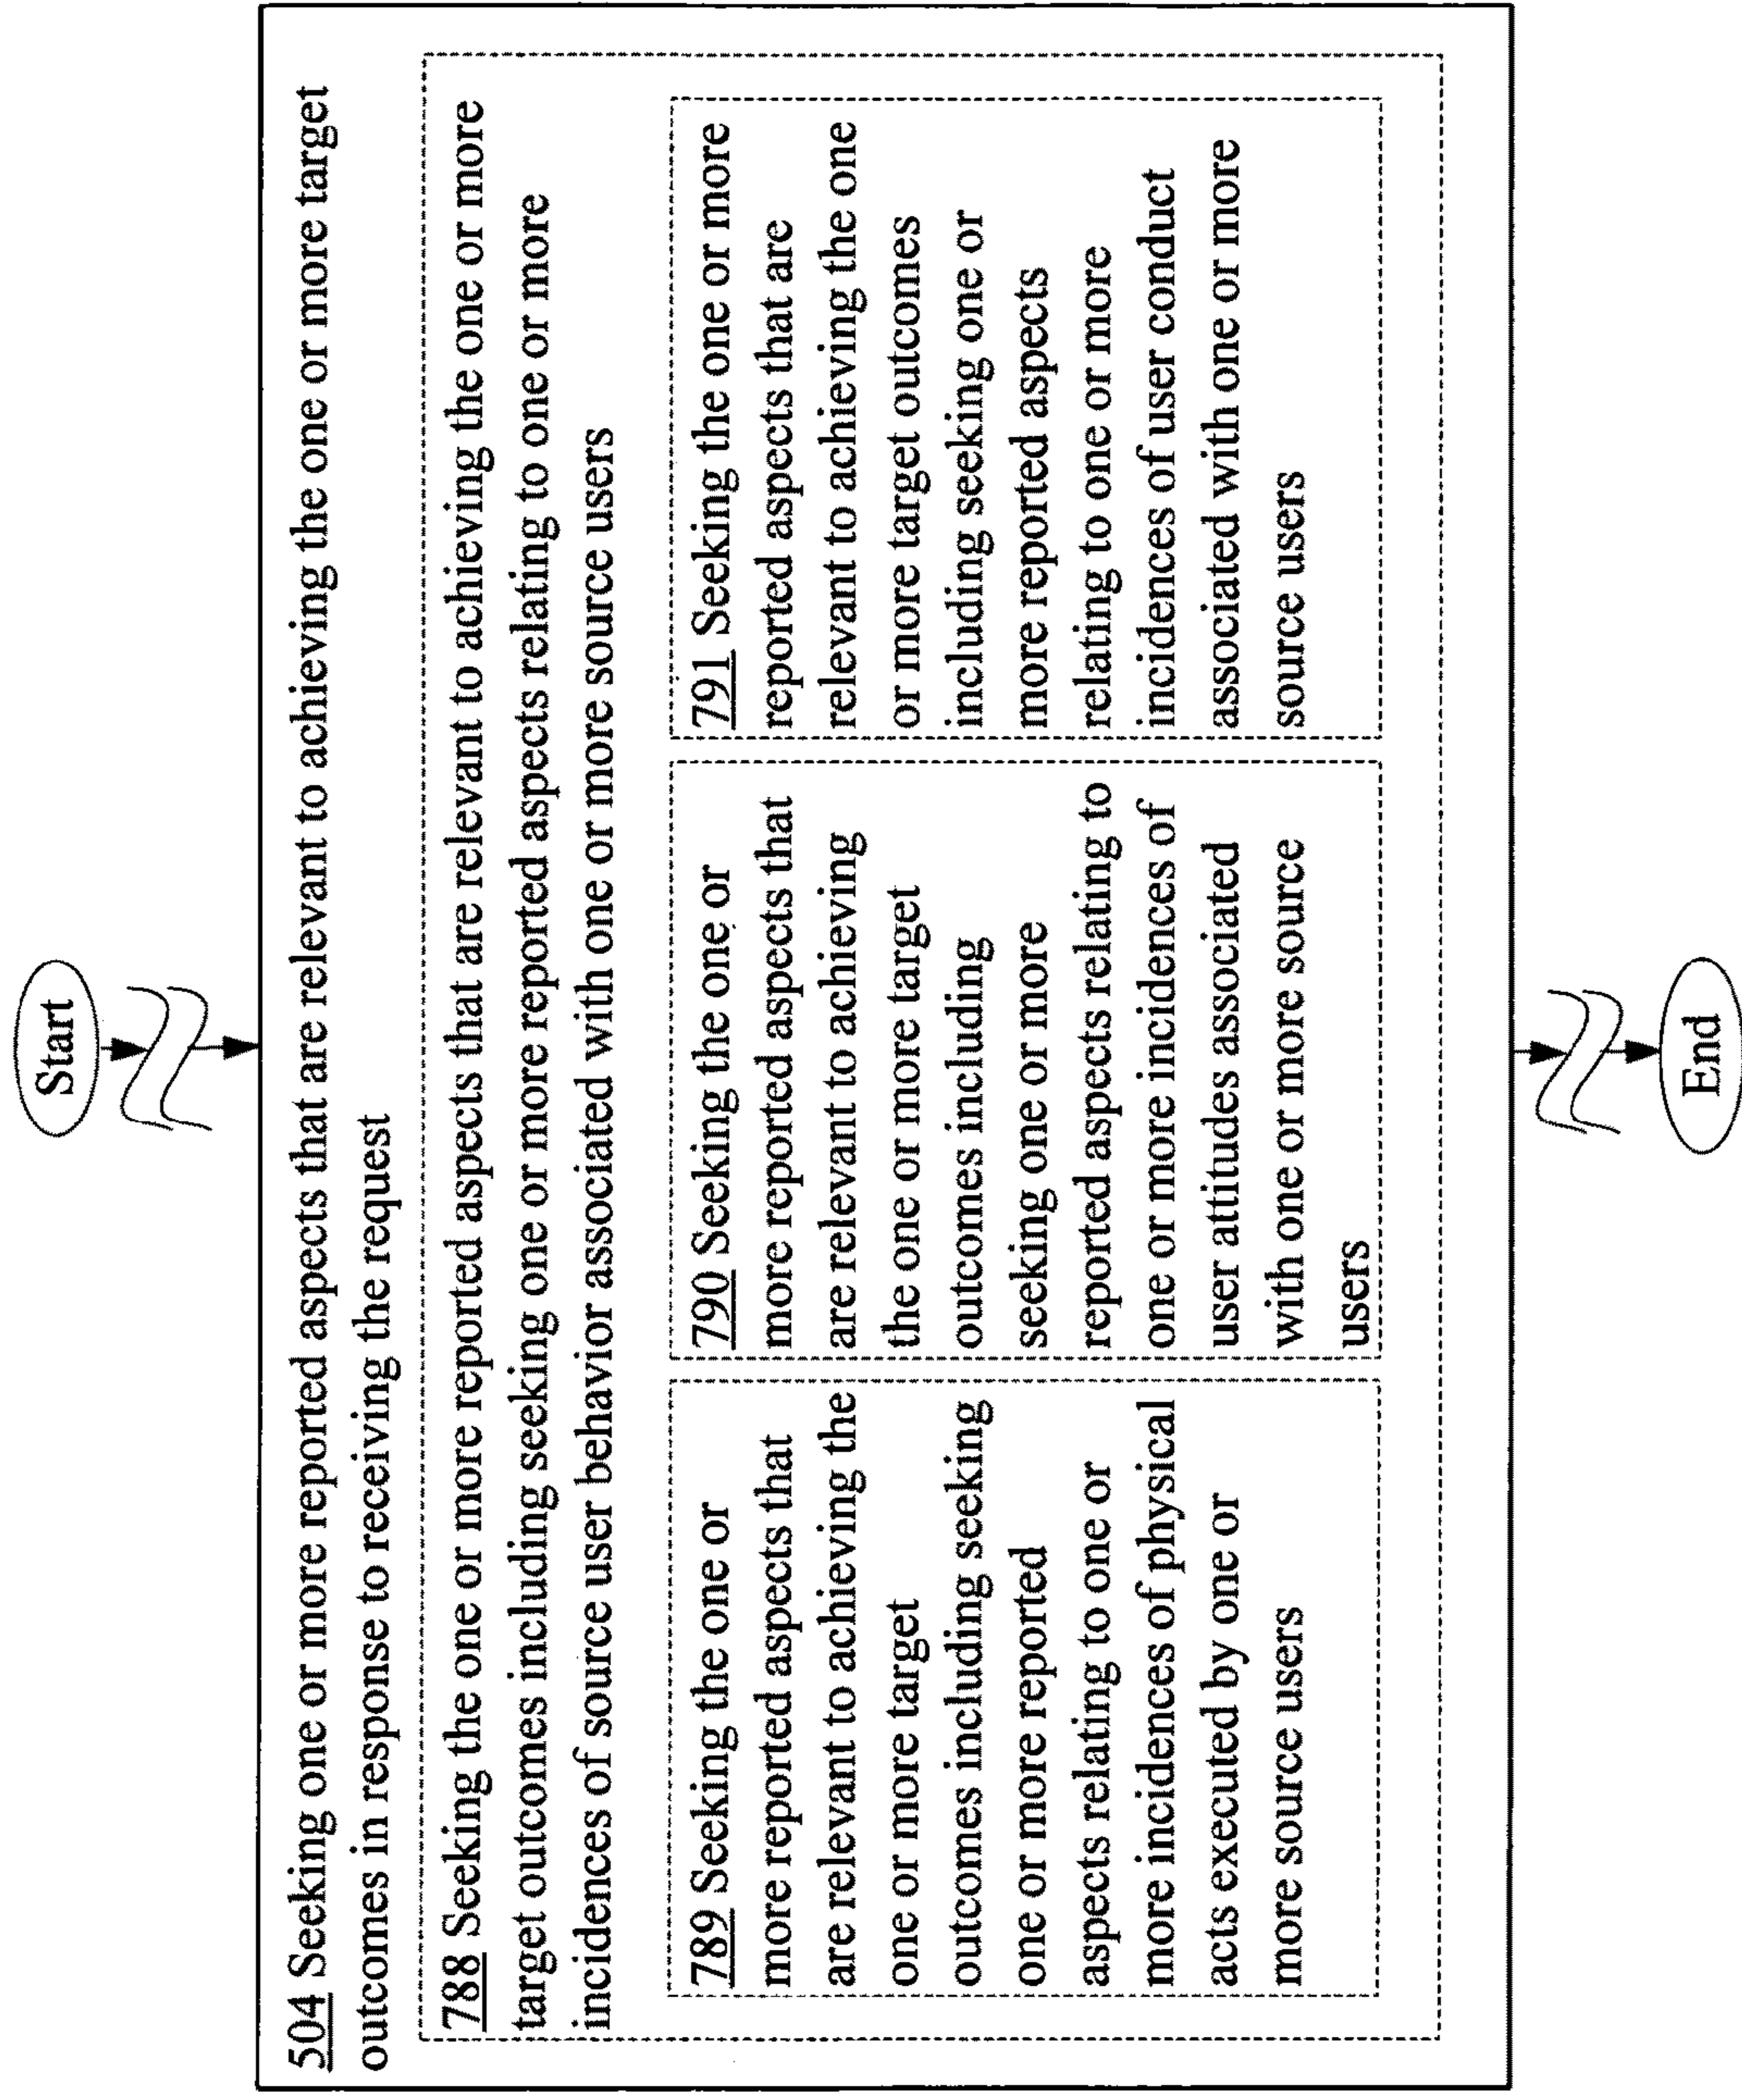 Start
504 Seeking one or more reported aspects that are relevant to achieving the one or more target
outcomes in response to receiving the request
788 Seeking the one or more reported aspects that are relevant to achieving the one or more
target outcomes including seeking one or more reported aspects relating to one or more
incidences of source user behavior associated with one or more source users
789 Seeking the one or
more reported aspects that
are relevant to achieving the
one or more target
outcomes including seeking
one or more reported
aspects relating to one or
more incidences of physical
acts executed by one or
more source users
790 Seeking the one or
more reported aspects that
are relevant to achieving
the one or more target
outcomes including
seeking one or more
reported aspects relating to
one or more incidences of
user attitudes associated
with one or more source
users
791 Seeking the one or more
reported aspects that are
relevant to achieving the one
or more target outcomes
including seeking one or
more reported aspects
relating to one or more
incidences of user conduct
associated with one or more
source users
End